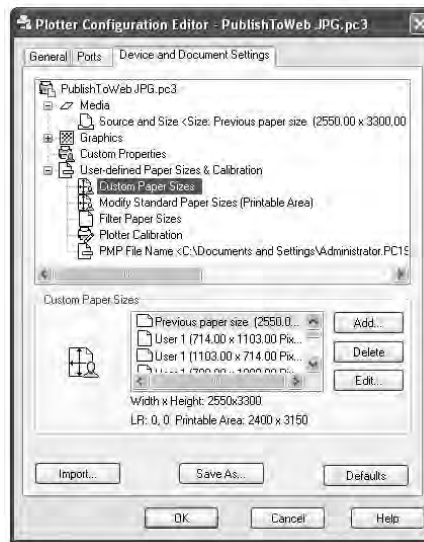 Plotter Configuration Editor - PublishToWeb JPG.pc3
General Ports Device and Document Settings
PublishToWeb JPG.pc3
Media
Source and Size <Size: Previous paper size (2550.00 x 3300.00
Graphics
Custom Properties
User-defined Paper Sizes & Calibration
Custom Paper Sizes
Modify Standard Paper Sizes (Printable Area)
Filter Paper Sizes
Plotter Calibration
PMP File Name <C:\Documents and Settings\Administrator.PC19
Custom Paper Sizes
Previous paper size (2550.0...
User 1 (714.00 x 1103.00 Pix...
User 1 (1103.00 x 714.00 Pix...
Add...
Delete
Edit...
Width x Height: 2550x3300
LR: 0, 0 Printable Area: 2400 x 3150
Import... Save As... Defaults
OK Cancel Help